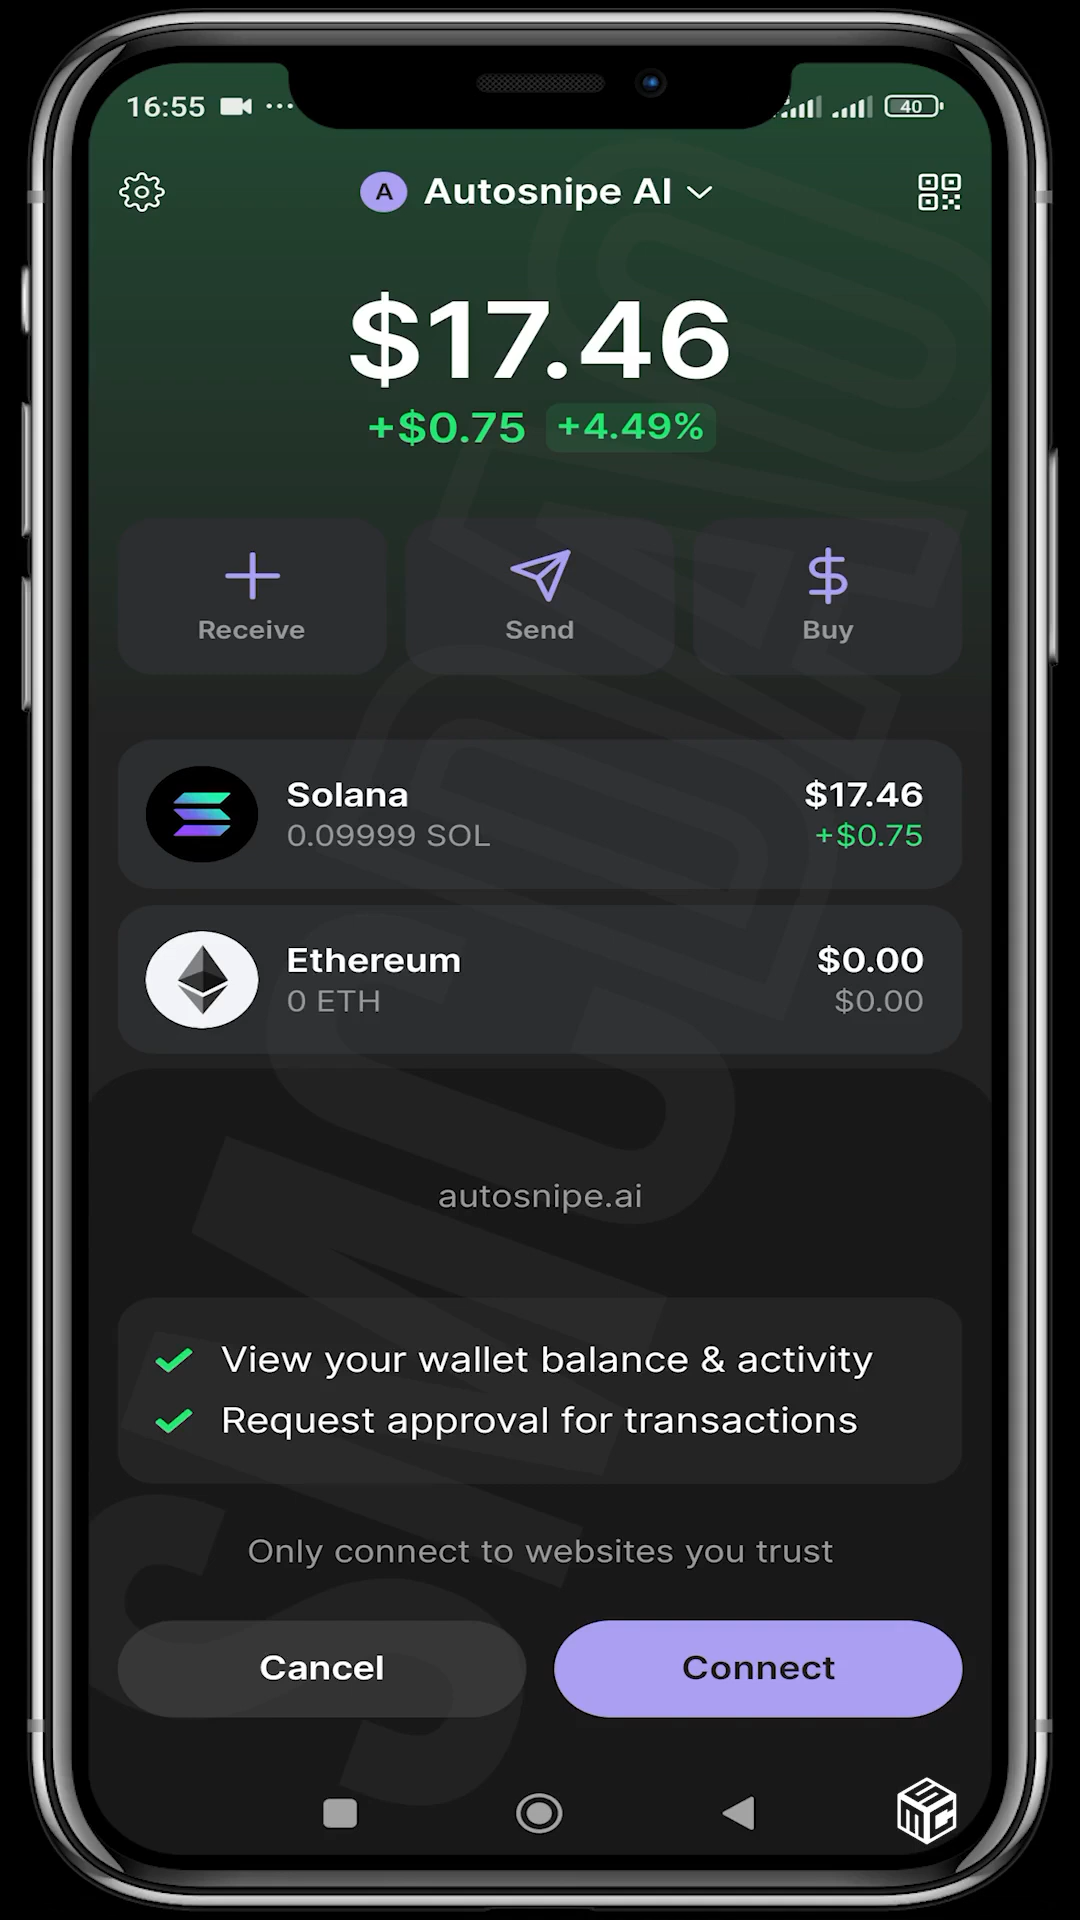 16:55
40
A Autosnipe AI
$17.46
+$0.75 +4.49%
Receive Send Buy
Solana $17.46
0.09999 SOL +$0.75
Ethereum $0.00
0 ETH $0.00
autosnipe.ai
View your wallet balance & activity
Request approval for transactions
Only connect to websites you trust
Cancel Connect